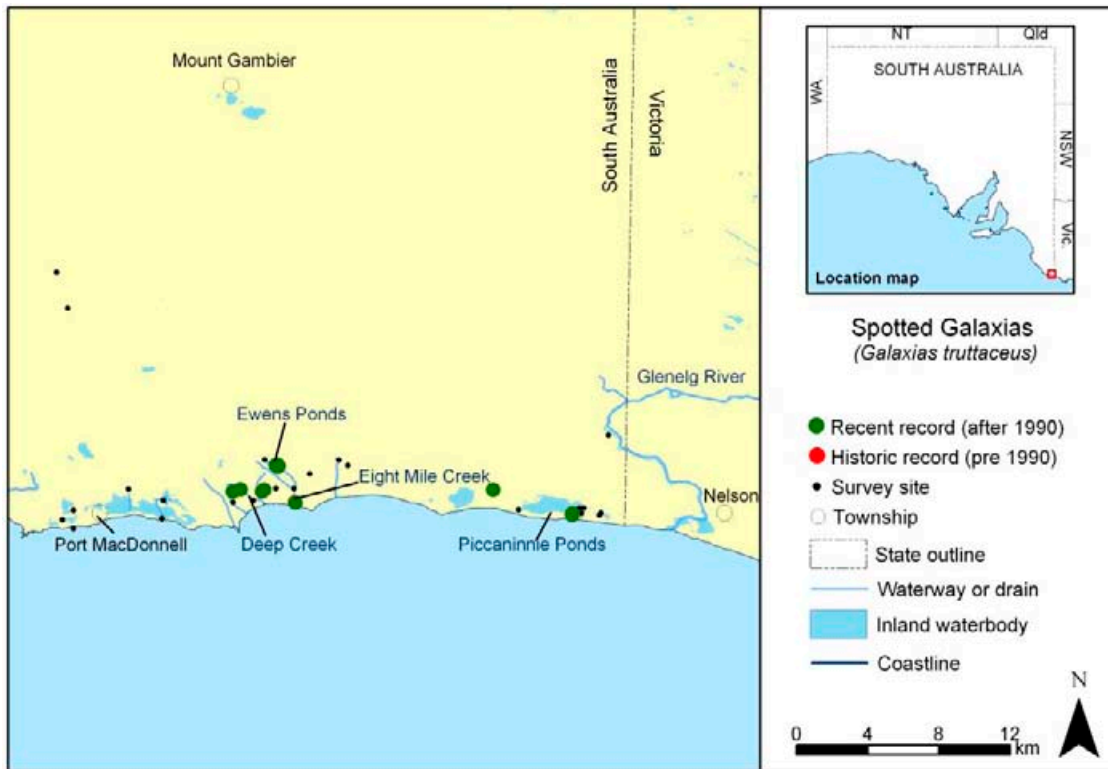 Mount Gambier
South Australia
Victoria
Glenelg River
Ewens Ponds
Eight Mile Creek
Nelson
Port MacDonnell
Deep Creek
Piccaninnie Ponds
NT
Qld
SOUTH AUSTRALIA
WA
NSW
Vic.
Location map
Spotted Galaxias
(Galaxias truttaceus)
Recent record (after 1990)
Historic record (pre 1990)
Survey site
Township
State outline
Waterway or drain
Inland waterbody
Coastline
N
0 4 8 12
km